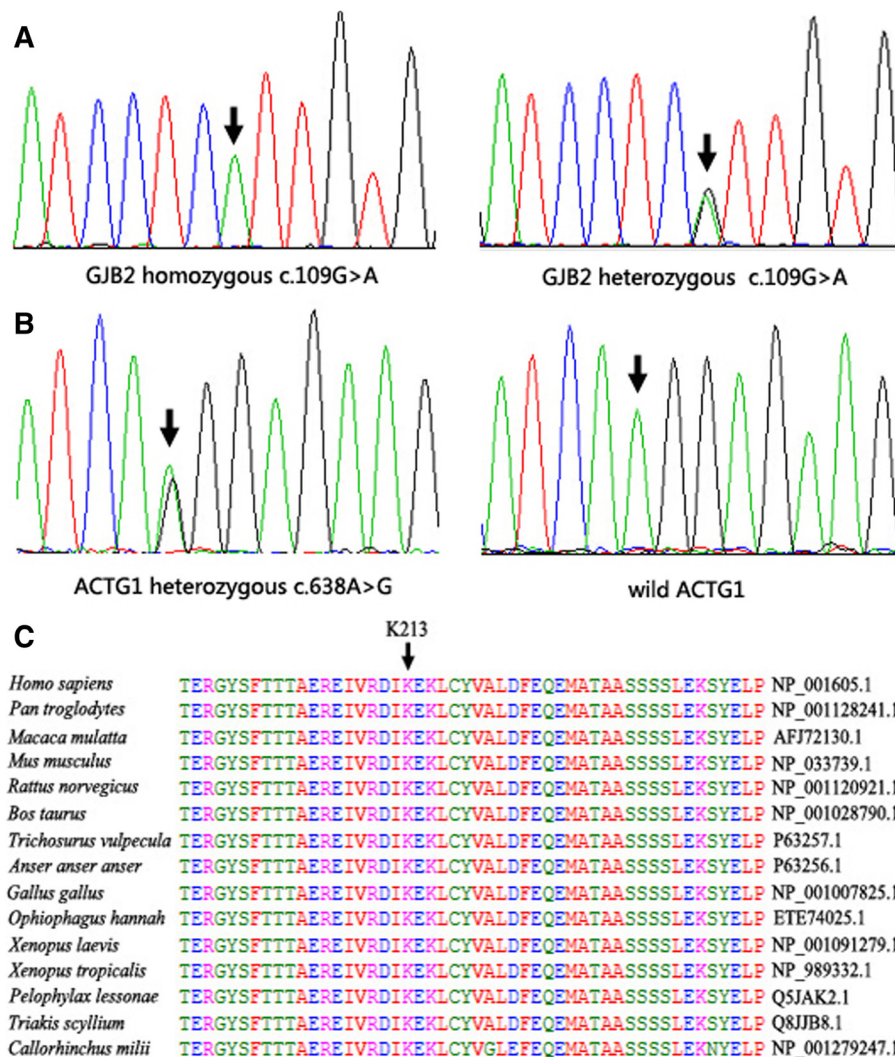 A
GJB2 homozygous c.109G>A
GJB2 heterozygous c.109G>A
B
ACTG1 heterozygous c.638A>G
wild ACTG1
C
K213
Homo sapiens TERGYSFTTTAEREIVRDIKEKLCYVALDFEQEMATAASSSSLEKSYELP NP_001605.1
Pan troglodytes TERGYSFTTTAEREIVRDIKEKLCYVALDFEQEMATAASSSSLEKSYELP NP_001128241.1
Macaca mulatta TERGYSFTTTAEREIVRDIKEKLCYVALDFEQEMATAASSSSLEKSYELP AFJ72130.1
Mus musculus TERGYSFTTTAEREIVRDIKEKLCYVALDFEQEMATAASSSSLEKSYELP NP_033739.1
Rattus norvegicus TERGYSFTTTAEREIVRDIKEKLCYVALDFEQEMATAASSSSLEKSYELP NP_001120921.1
Bos taurus TERGYSFTTTAEREIVRDIKEKLCYVALDFEQEMATAASSSSLEKSYELP NP_001028790.1
Trichosurus vulpecula TERGYSFTTTAEREIVRDIKEKLCYVALDFEQEMATAASSSSLEKSYELP P63257.1
Anser anser anser TERGYSFTTTAEREIVRDIKEKLCYVALDFEQEMATAASSSSLEKSYELP P63256.1
Gallus gallus TERGYSFTTTAEREIVRDIKEKLCYVALDFEQEMATAASSSSLEKSYELP NP_001007825.1
Ophiophagus hannah TERGYSFTTTAEREIVRDIKEKLCYVALDFEQEMATAASSSSLEKSYELP ETE74025.1
Xenopus laevis TERGYSFTTTAEREIVRDIKEKLCYVALDFEQEMATAASSSSLEKSYELP NP_001091279.1
Xenopus tropicalis TERGYSFTTTAEREIVRDIKEKLCYVALDFEQEMATAASSSSLEKSYELP NP_989332.1
Pelophylax lessonae TERGYSFTTTAEREIVRDIKEKLCYVALDFEQEMATAASSSSLEKSYELP Q5JAK2.1
Triakis scyllium TERGYSFTTTAEREIVRDIKEKLCYVALDFEQEMATAASSSSLEKSYELP Q8JJB8.1
Callorhinchus milii TERGYSFTTTAEREIVRDIKEKLCYVGLEFEQEMATAASSSSLEKNYELP NP_001279247.1